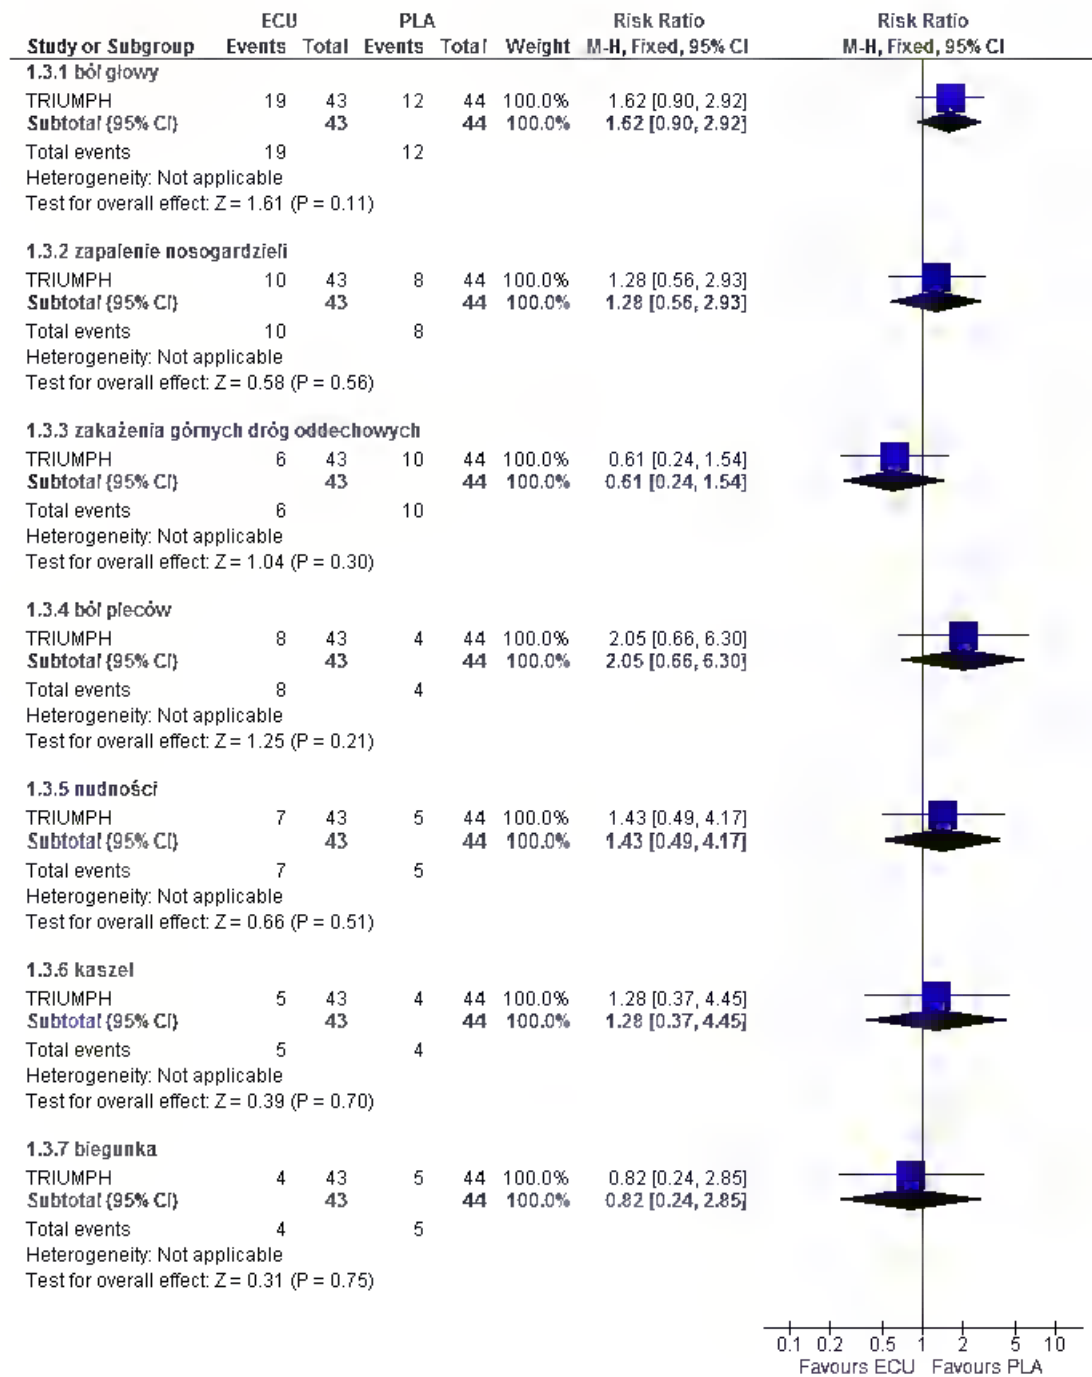 ECU PLA Risk Ratio Risk Ratio
Study or Subgroup Events Total Events Total Weight M-H, Fixed, 95% CI M-H, Fixed, 95% CI
1.3.1 ból głowy
TRIUMPH 19 43 12 44 100.0% 1.62 [0.90, 2.92]
Subtotal (95% CI) 43 44 100.0% 1.62 [0.90, 2.92]
Total events 19 12
Heterogeneity: Not applicable
Test for overall effect: Z = 1.61 (P = 0.11)
1.3.2 zapalenie nosogardzieli
TRIUMPH 10 43 8 44 100.0% 1.28 [0.56, 2.93]
Subtotal (95% CI) 43 44 100.0% 1.28 [0.56, 2.93]
Total events 10 8
Heterogeneity: Not applicable
Test for overall effect: Z = 0.58 (P = 0.56)
1.3.3 zakażenia górnych dróg oddechowych
TRIUMPH 6 43 10 44 100.0% 0.61 [0.24, 1.54]
Subtotal (95% CI) 43 44 100.0% 0.61 [0.24, 1.54]
Total events 6 10
Heterogeneity: Not applicable
Test for overall effect: Z = 1.04 (P = 0.30)
1.3.4 ból pleców
TRIUMPH 8 43 4 44 100.0% 2.05 [0.66, 6.30]
Subtotal (95% CI) 43 44 100.0% 2.05 [0.66, 6.30]
Total events 8 4
Heterogeneity: Not applicable
Test for overall effect: Z = 1.25 (P = 0.21)
1.3.5 nudności
TRIUMPH 7 43 5 44 100.0% 1.43 [0.49, 4.17]
Subtotal (95% CI) 43 44 100.0% 1.43 [0.49, 4.17]
Total events 7 5
Heterogeneity: Not applicable
Test for overall effect: Z = 0.66 (P = 0.51)
1.3.6 kaszel
TRIUMPH 5 43 4 44 100.0% 1.28 [0.37, 4.45]
Subtotal (95% CI) 43 44 100.0% 1.28 [0.37, 4.45]
Total events 5 4
Heterogeneity: Not applicable
Test for overall effect: Z = 0.39 (P = 0.70)
1.3.7 biegunka
TRIUMPH 4 43 5 44 100.0% 0.82 [0.24, 2.85]
Subtotal (95% CI) 43 44 100.0% 0.82 [0.24, 2.85]
Total events 4 5
Heterogeneity: Not applicable
Test for overall effect: Z = 0.31 (P = 0.75)
0.1 0.2 0.5 1 2 5 10
Favours ECU Favours PLA